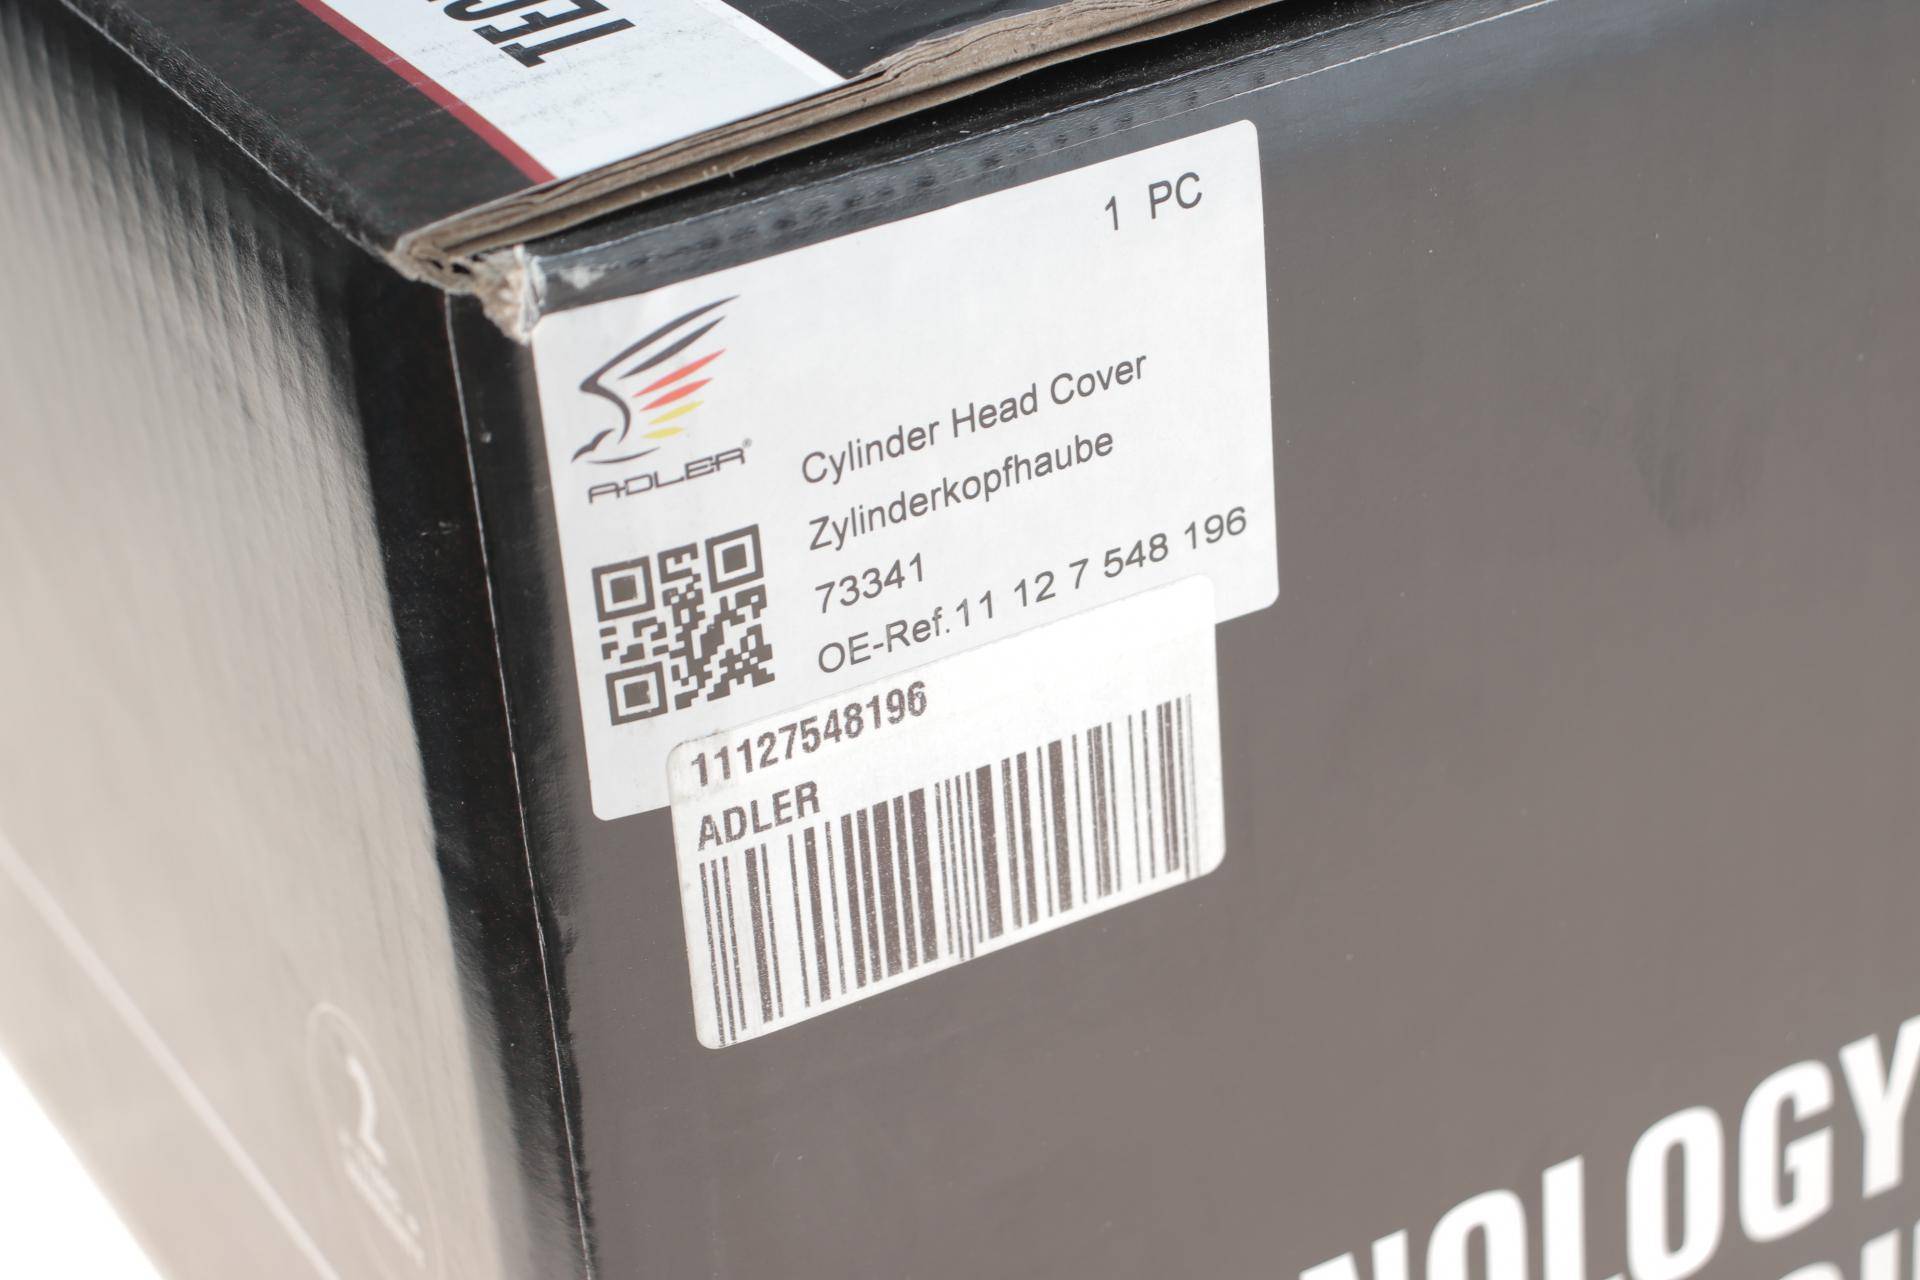 1 PC
ADLER®
Cylinder Head Cover
Zylinderkopfhaube
73341
OE-Ref.11 12 7 548 196
11127548196
ADLER